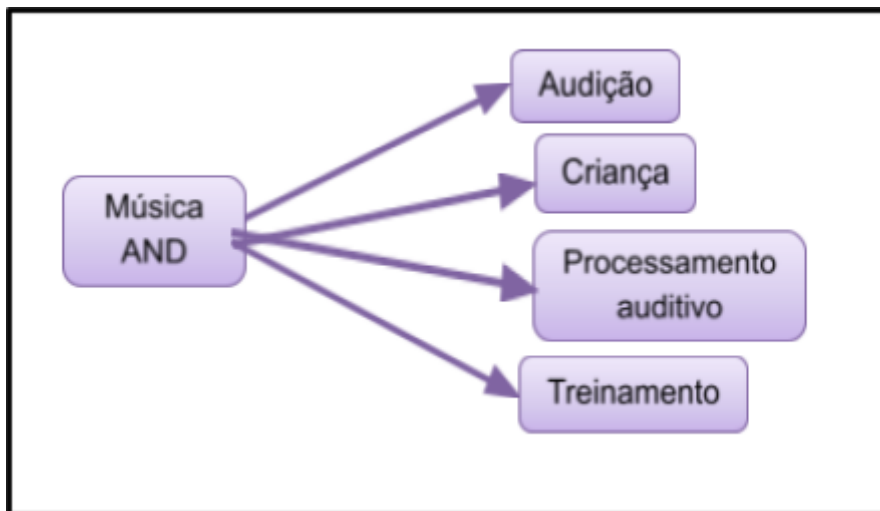 Música
AND
Audição
Criança
Processamento
auditivo
Treinamento